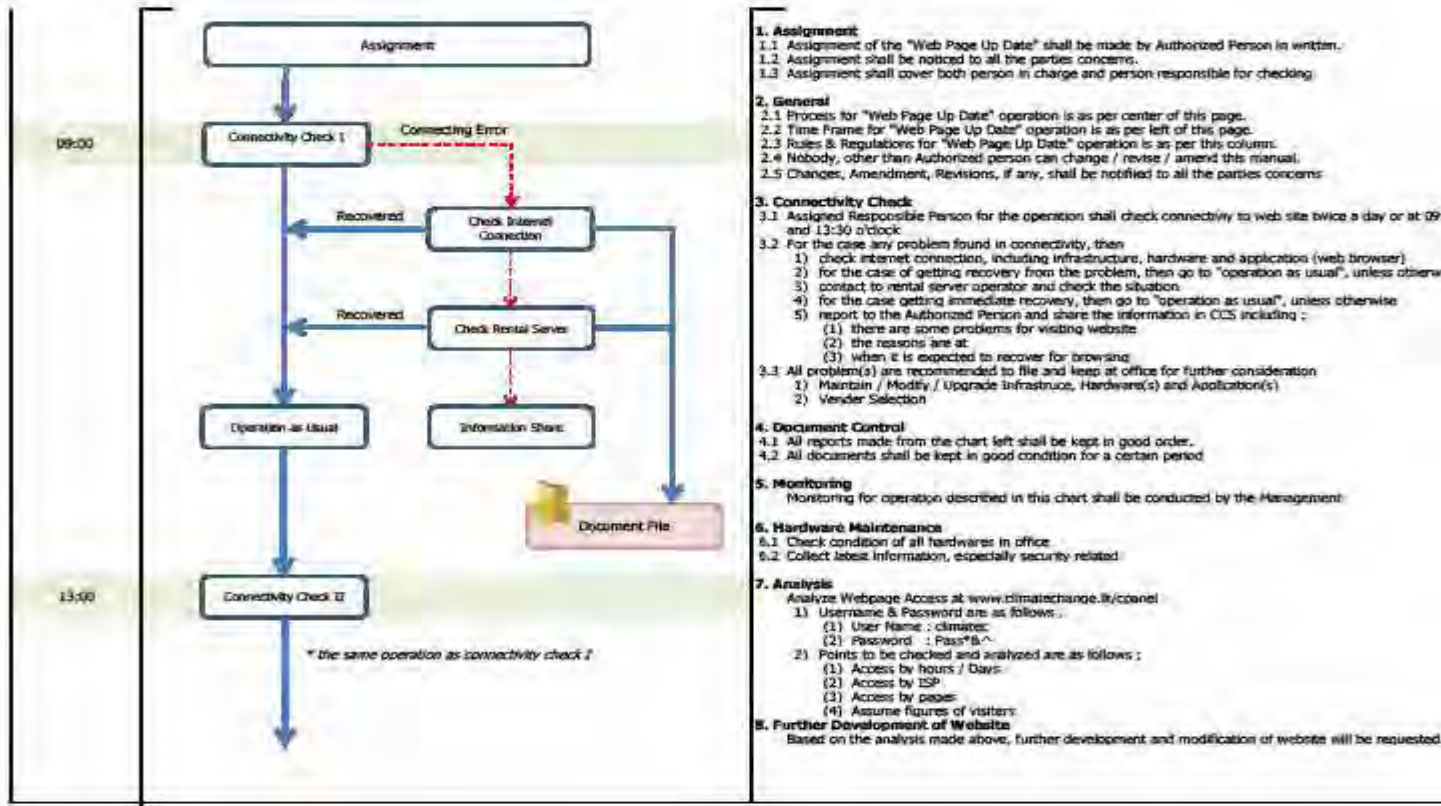 Assignment
09:00
Connectivity Check I
Connecting Error
Recovered
Check Internet
Connection
Recovered
Check Rental Server
Operation as Usual
Information Share
Document File
13:00
Connectivity Check II
* the same operation as connectivity check I
1. Assignment
1.1 Assignment of the "Web Page Up Date" shall be made by Authorized Person in written.
1.2 Assignment shall be noticed to all the parties concerns.
1.3 Assignment shall cover both person in charge and person responsible for checking
2. General
2.1 Process for "Web Page Up Date" operation is as per center of this page.
2.2 Time Frame for "Web Page Up Date" operation is as per left of this page.
2.3 Rules & Regulations for "Web Page Up Date" operation is as per this column.
2.4 Nobody, other than Authorized person can change / revise / amend this manual.
2.5 Changes, Amendment, Revisions, if any, shall be notified to all the parties concerns
3. Connectivity Check
3.1 Assigned Responsible Person for the operation shall check connectivity to web site twice a day or at 09
and 13:30 o'clock
3.2 For the case any problem found in connectivity, then
1) check internet connection, including infrastructure, hardware and application (web browser)
2) for the case of getting recovery from the problem, then go to "operation as usual", unless otherw
3) contact to rental server operator and check the situation
4) for the case getting immediate recovery, then go to "operation as usual", unless otherwise
5) report to the Authorized Person and share the information in CCS including ;
(1) there are some problems for visiting website
(2) the reasons are at
(3) when it is expected to recover for browsing
3.3 All problem(s) are recommended to file and keep at office for further consideration
1) Maintain / Modify / Upgrade Infrastruce, Hardware(s) and Application(s)
2) Vender Selection
4. Document Control
4.1 All reports made from the chart left shall be kept in good order.
4.2 All documents shall be kept in good condition for a certain period
5. Monitoring
Monitoring for operation described in this chart shall be conducted by the Management
6. Hardware Maintenance
6.1 Check condition of all hardwares in office
6.2 Collect latest information, especially security related
7. Analysis
Analyze Webpage Access at www.climatechange.lk/cpanel
1) Username & Password are as follows ;
(1) User Name : climatec
(2) Password : Pass*&^
2) Points to be checked and analyzed are as follows ;
(1) Access by hours / Days
(2) Access by ISP
(3) Access by pages
(4) Assume figures of visiters
8. Further Development of Website
Based on the analysis made above, further development and modification of website will be requested